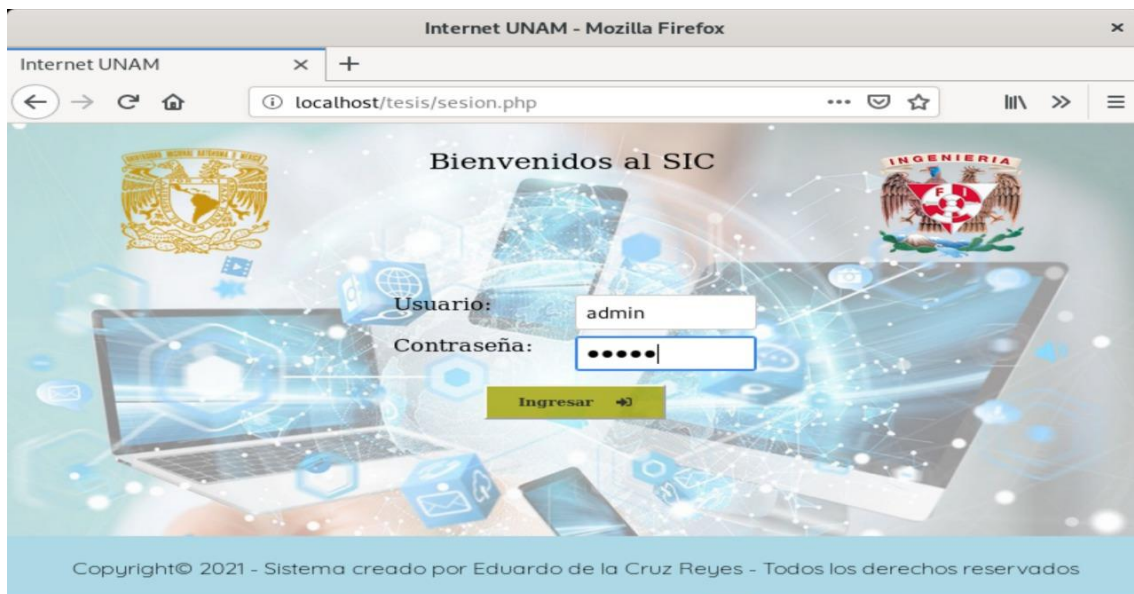 Internet UNAM - Mozilla Firefox
Internet UNAM
localhost/tesis/sesion.php
Bienvenidos al SIC
INGENIERIA
F I
Usuario:
admin
Contraseña:
●●●●●
Ingresar
Copyright© 2021 - Sistema creado por Eduardo de la Cruz Reyes - Todos los derechos reservados